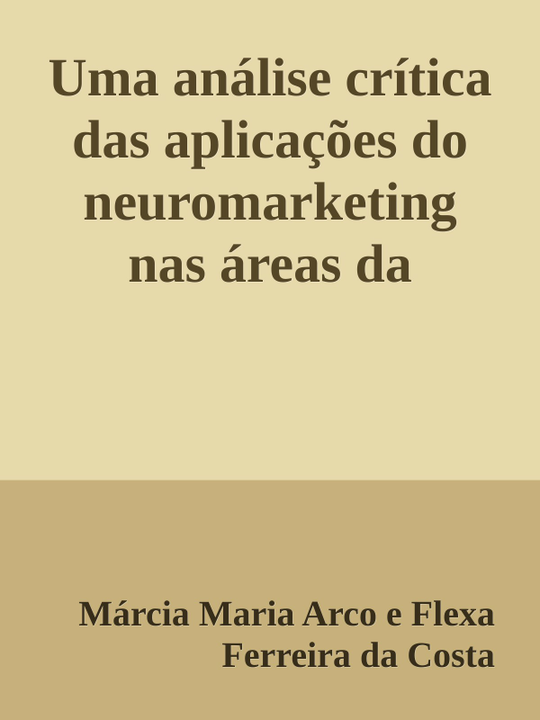 Uma análise crítica
das aplicações do
neuromarketing
nas áreas da
Márcia Maria Arco e Flexa
Ferreira da Costa